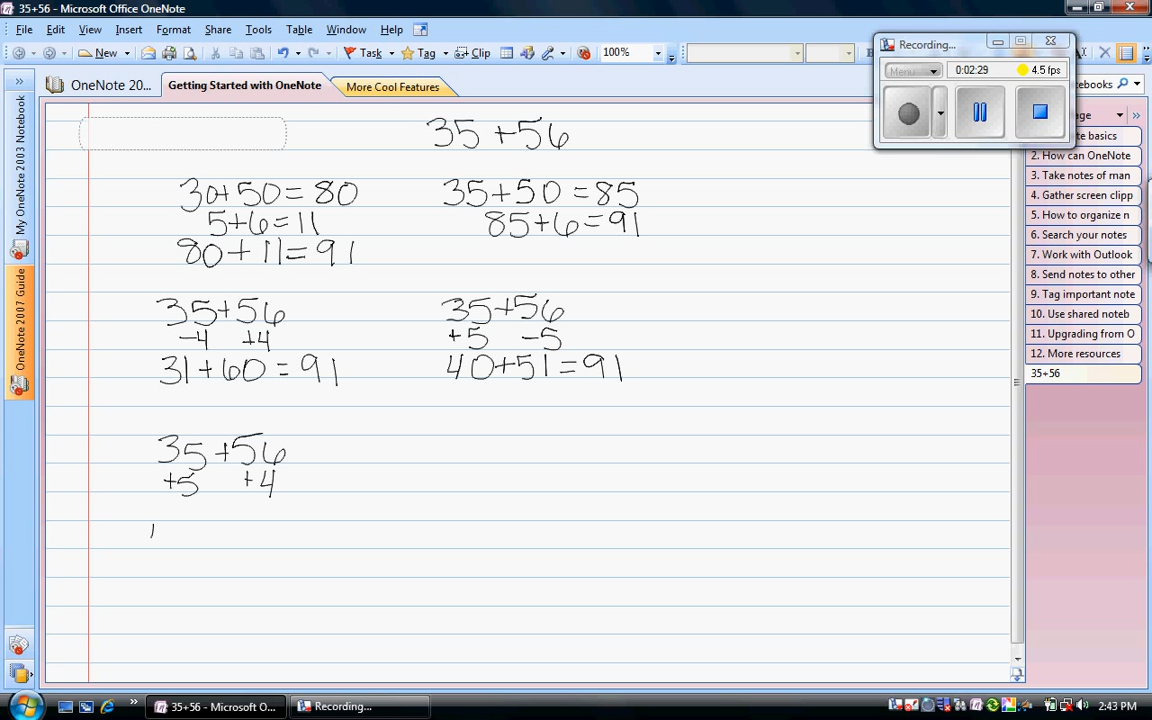 35+56 - Microsoft Office OneNote
File Edit View Insert Format Share Tools Table Window Help
New Task Tag Clip 100%
Recording...
Menu 0:02:29 4.5 fps
OneNote 20... Getting Started with OneNote More Cool Features
My OneNote 2003 Notebook
OneNote 2007 Guide
35+56
30+50=80
5+6=11
80+11=91
35+50=85
85+6=91
35+56
-4 +4
31+60=91
35+56
+5 -5
40+51=91
35+56
+5 +4
2. How can OneNote
3. Take notes of man
4. Gather screen clipp
5. How to organize n
6. Search your notes
7. Work with Outlook
8. Send notes to other
9. Tag important note
10. Use shared noteb
11. Upgrading from O
12. More resources
35+56
35+56 - Microsoft O... Recording... 2:43 PM